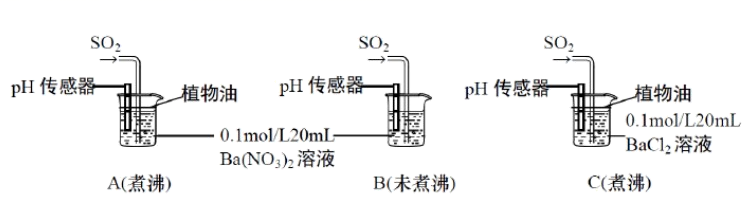 SO₂
pH 传感器
植物油
A(煮沸)
0.1mol/L20mL
Ba(NO₃)₂ 溶液
SO₂
pH 传感器
B(未煮沸)
SO₂
pH 传感器
植物油
0.1mol/L20mL
BaCl₂ 溶液
C(煮沸)